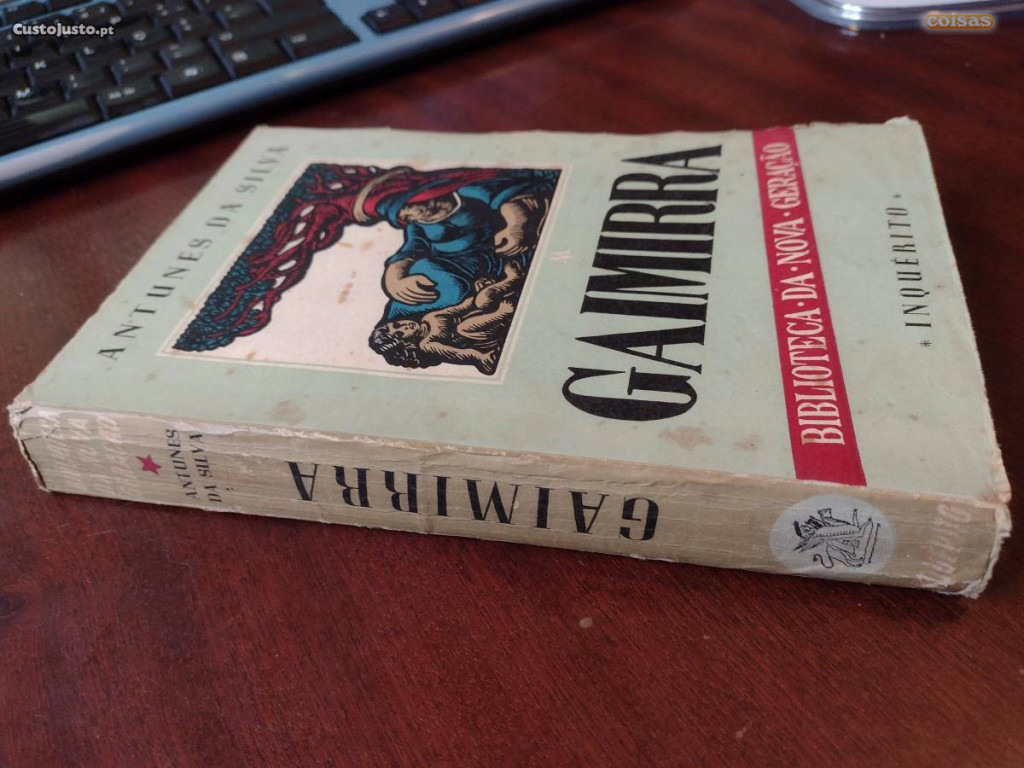 CustoJusto.pt
coisas
ANTUNES DA SILVA
GAIMIRRA
BIBLIOTECA·DA·NOVA·GERAÇÃO
* INQUÉRITO *
ANTUNES
DA SILVA
GAIMIRRA